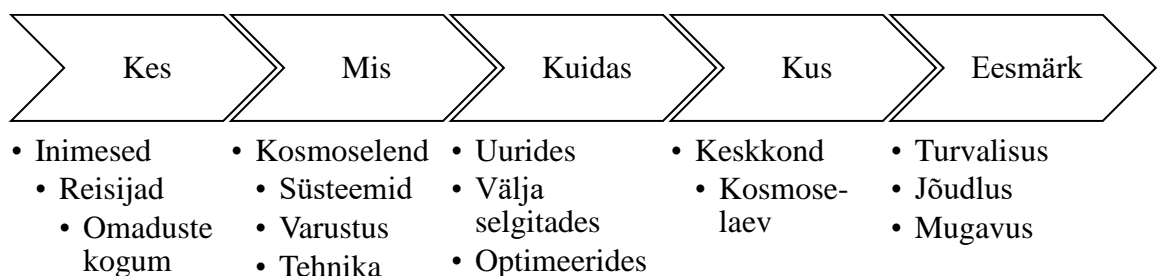 Kes
Mis
Kuidas
Kus
Eesmärk
• Inimesed
• Reisijad
• Omaduste
kogum
• Kosmoselend
• Süsteemid
• Varustus
• Tehnika
• Uurides
• Välja
selgitades
• Optimeerides
• Keskkond
• Kosmose-
laev
• Turvalisus
• Jõudlus
• Mugavus